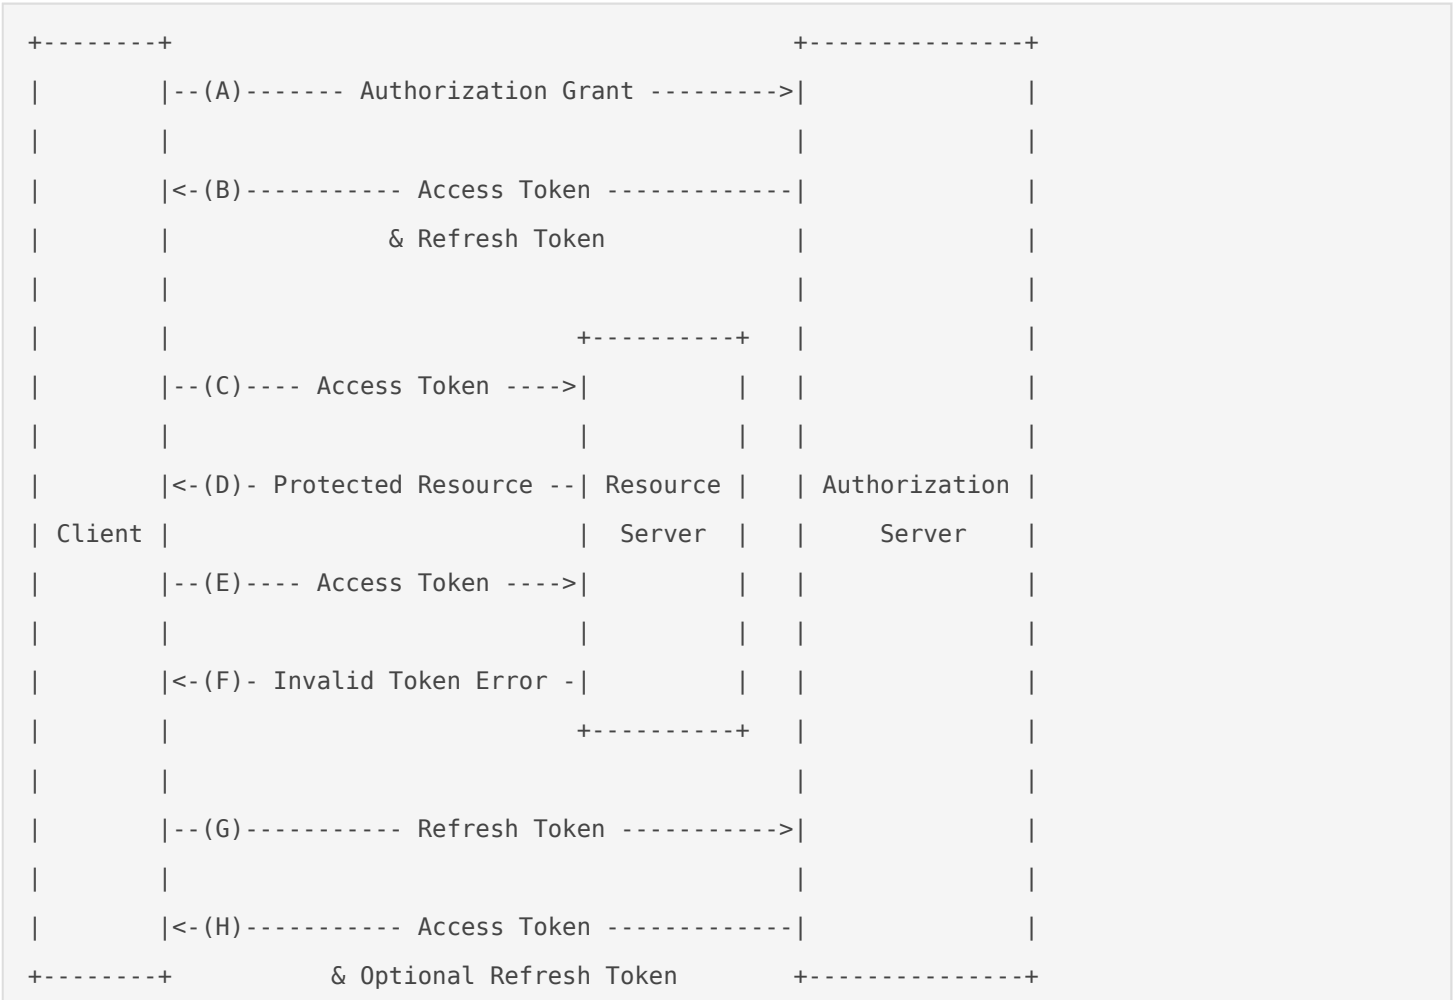 +--------+                                           +---------------+
|        |--(A)------- Authorization Grant --------->|               |
|        |                                           |               |
|        |<-(B)----------- Access Token -------------|               |
|        |               & Refresh Token             |               |
|        |                                           |               |
|        |                            +----------+   |               |
|        |--(C)---- Access Token ---->|          |   |               |
|        |                            |          |   |               |
|        |<-(D)- Protected Resource --| Resource |   | Authorization |
| Client |                            |  Server  |   |     Server    |
|        |--(E)---- Access Token ---->|          |   |               |
|        |                            |          |   |               |
|        |<-(F)- Invalid Token Error -|          |   |               |
|        |                            +----------+   |               |
|        |                                           |               |
|        |--(G)----------- Refresh Token ----------->|               |
|        |                                           |               |
|        |<-(H)----------- Access Token -------------|               |
+--------+           & Optional Refresh Token        +---------------+